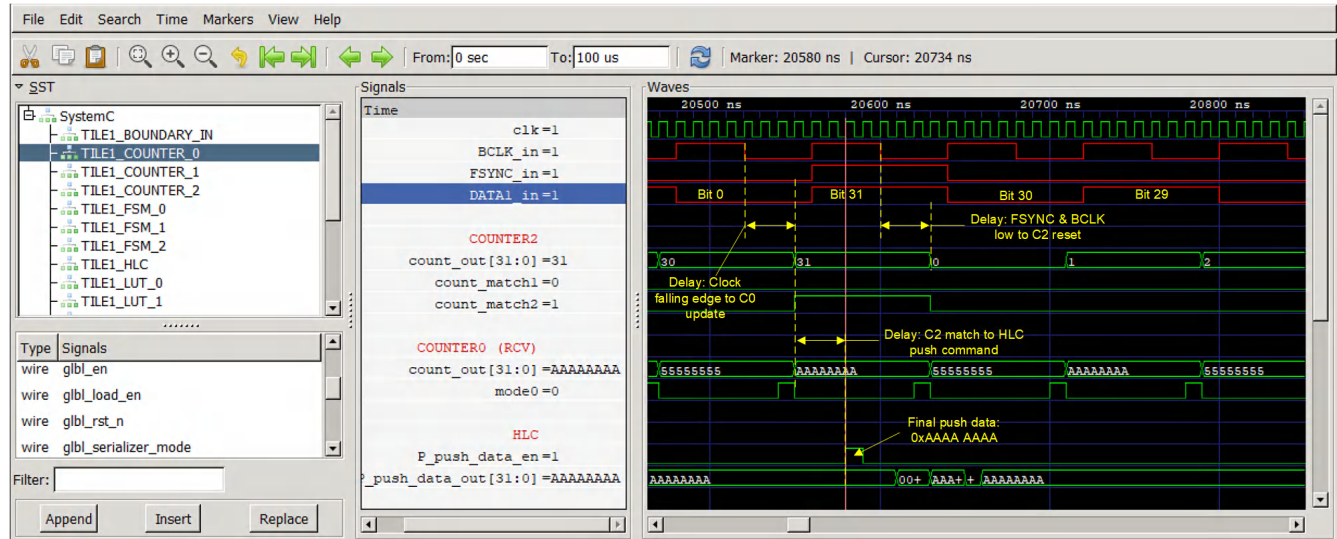 File Edit Search Time Markers View Help
From: 0 sec To: 100 us Marker: 20580 ns | Cursor: 20734 ns
SST
SystemC
TILE1_BOUNDARY_IN
TILE1_COUNTER_0
TILE1_COUNTER_1
TILE1_COUNTER_2
TILE1_FSM_0
TILE1_FSM_1
TILE1_FSM_2
TILE1_HLC
TILE1_LUT_0
TILE1_LUT_1
Type Signals
wire glbl_en
wire glbl_load_en
wire glbl_rst_n
wire glbl_serializer_mode
Filter:
Append Insert Replace
Signals
Time
clk=1
BCLK_in=1
FSYNC_in=1
DATA1_in=1
COUNTER2
count_out[31:0]=31
count_match1=0
count_match2=1
COUNTER0 (RCV)
count_out[31:0]=AAAAAAAA
mode0=0
HLC
P_push_data_en=1
P_push_data_out[31:0]=AAAAAAAA
Waves
20500 ns 20600 ns 20700 ns 20800 ns
Bit 0 Bit 31 Bit 30 Bit 29
Delay: FSYNC & BCLK
low to C2 reset
30 31 0 1 2
Delay: Clock
falling edge to C0
update
Delay: C2 match to HLC
push command
55555555 AAAAAAAA 55555555 AAAAAAAA 55555555
Final push data:
0xAAAA AAAA
AAAAAAAA 00+ AAA+ + AAAAAAAA